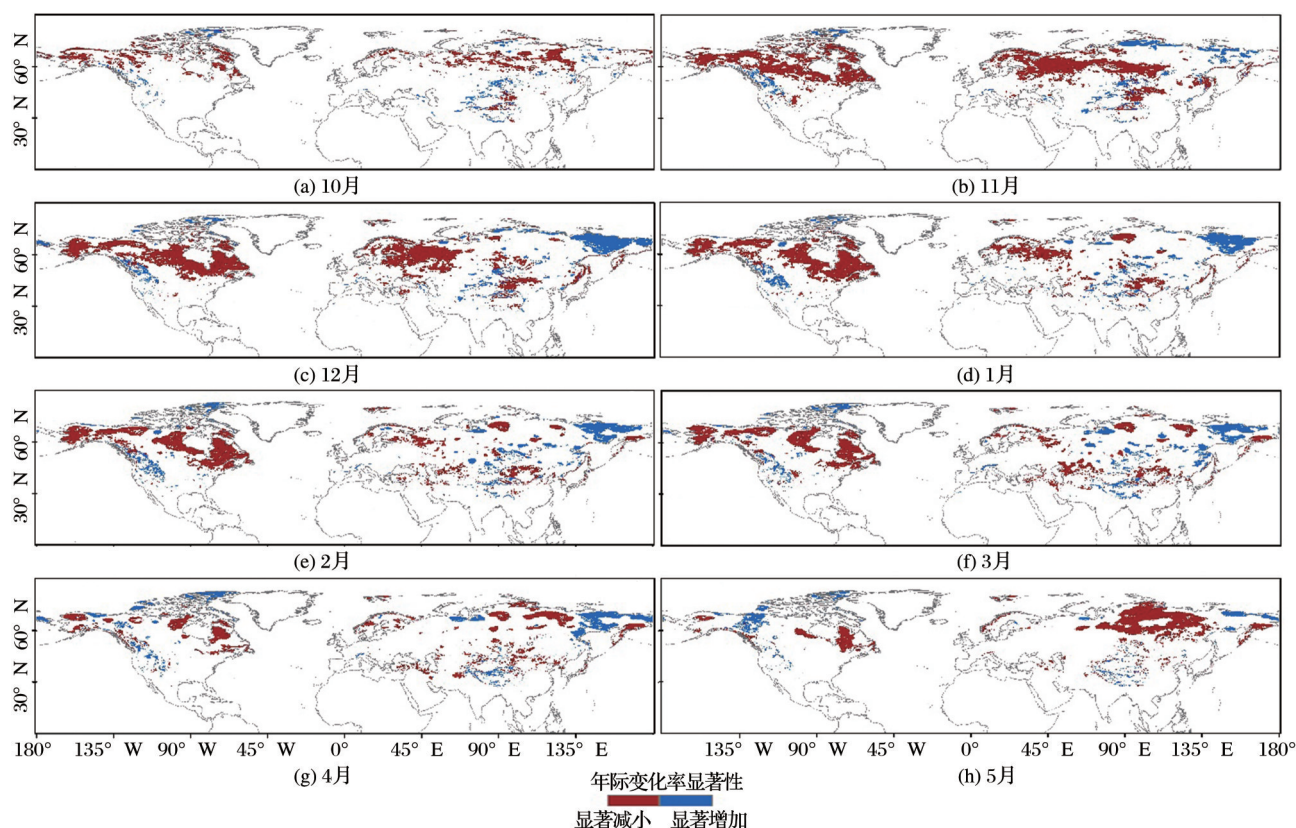 N
60°
N
30°
(a) 10月
(b) 11月
N
60°
N
30°
(c) 12月
(d) 1月
N
60°
N
30°
(e) 2月
(f) 3月
N
60°
N
30°
180° 135° W 90° W 45° W 0° 45° E 90° E 135° E
135° W 90° W 45° W 0° 45° E 90° E 135° E 180°
(g) 4月
(h) 5月
年际变化率显著性
显著减小 显著增加